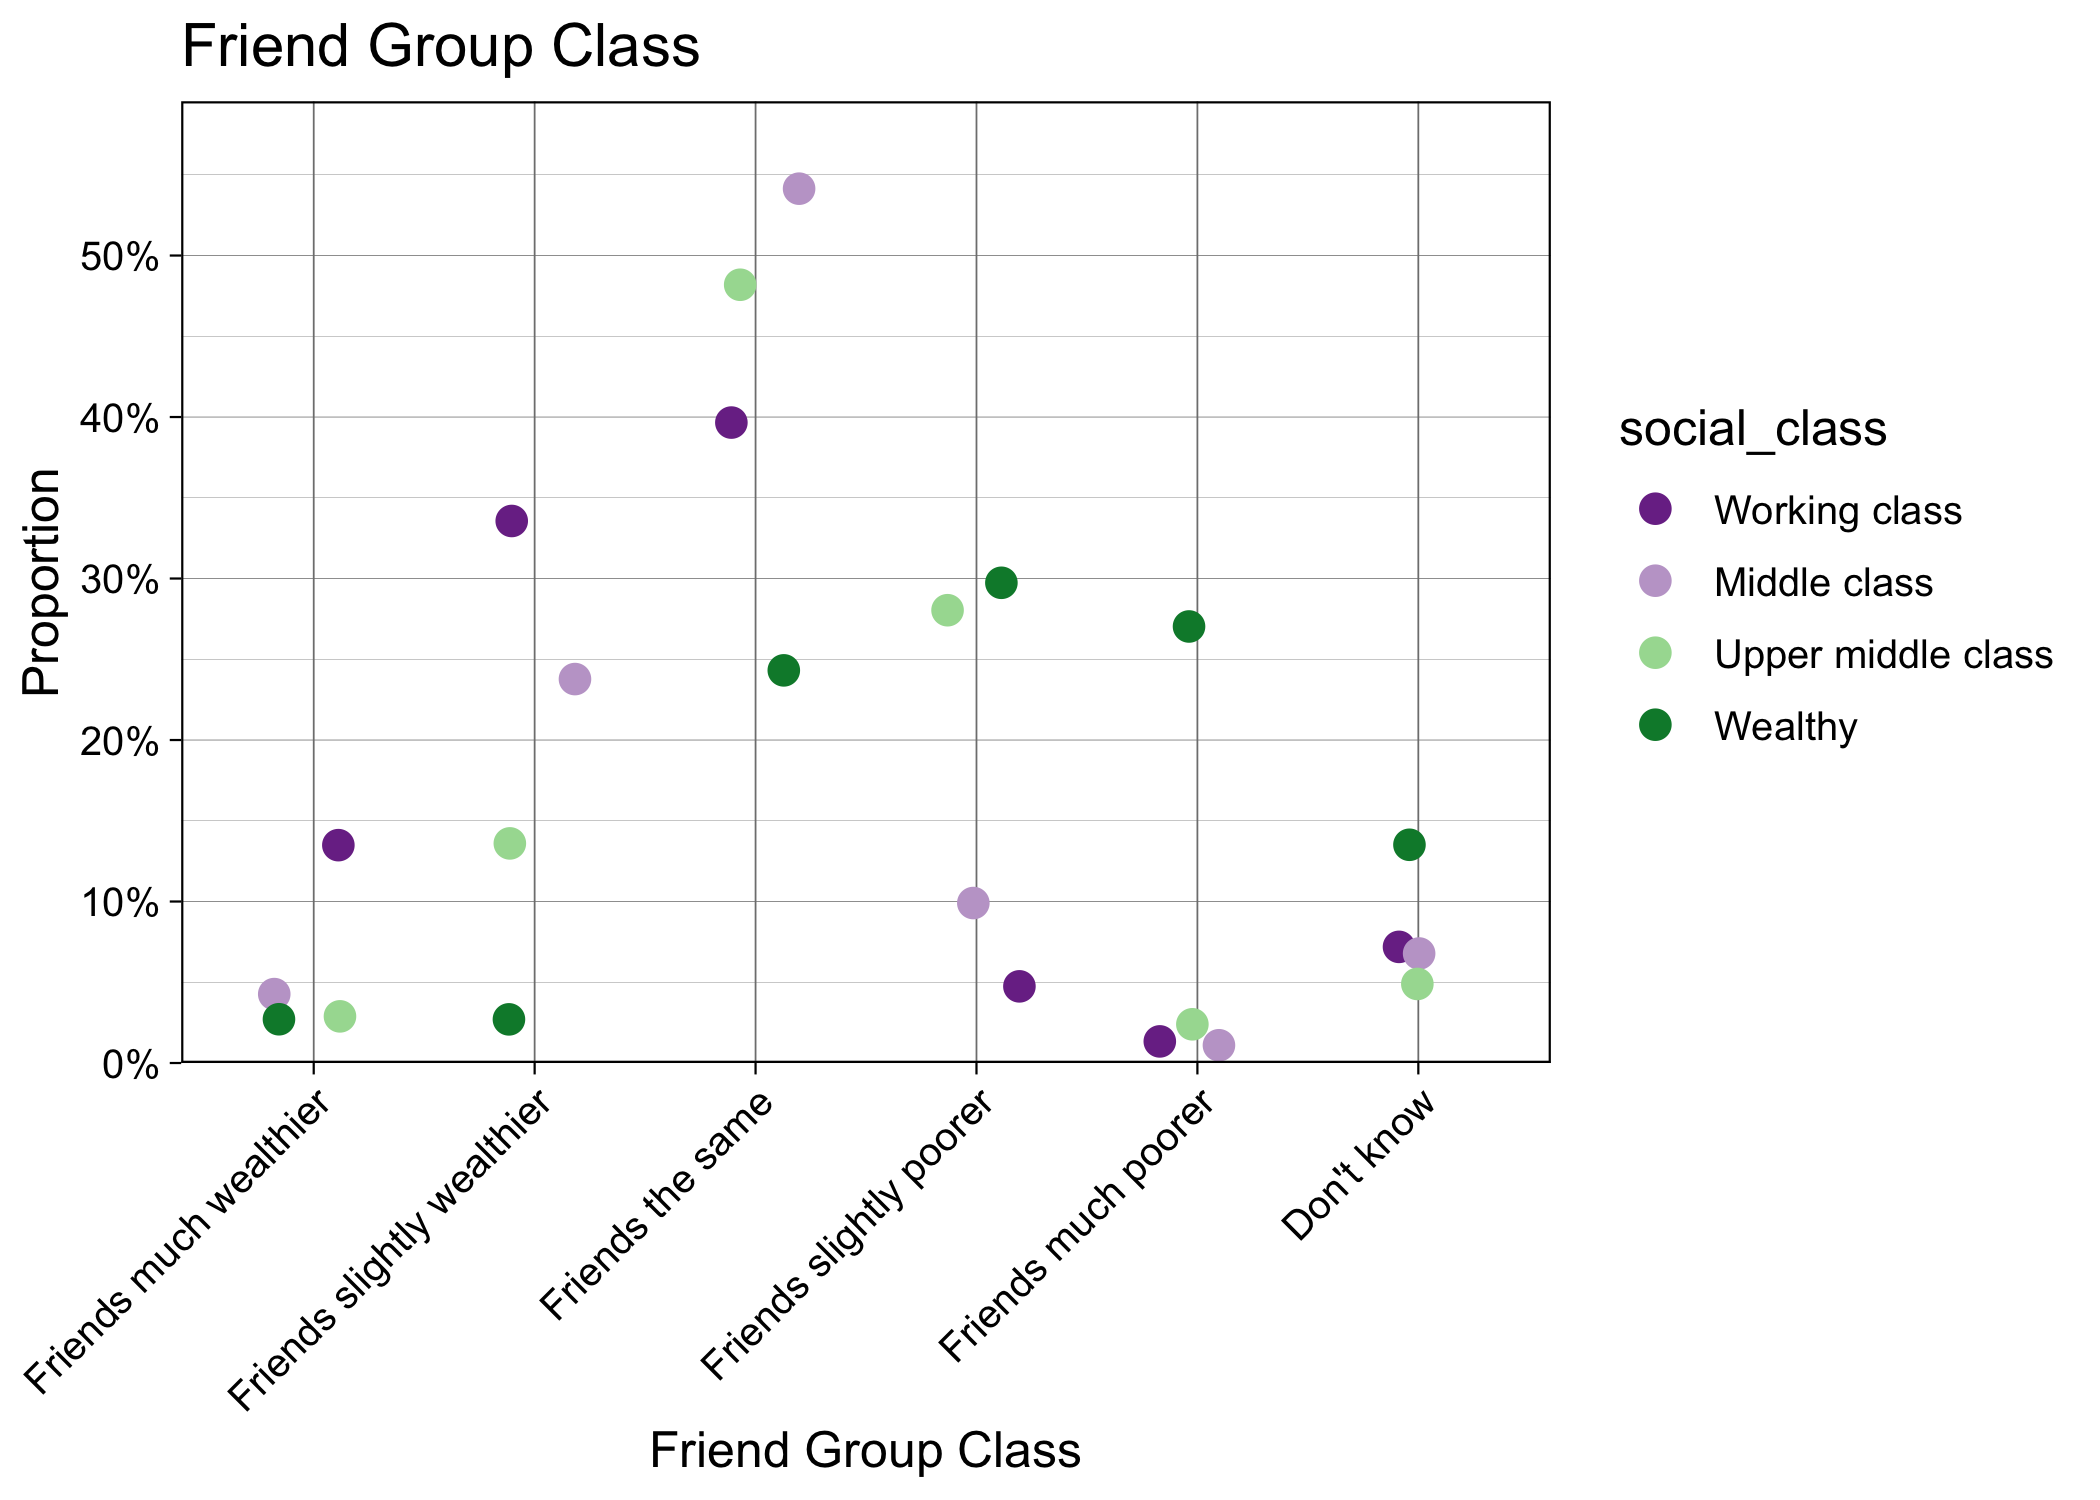 Friend Group Class
50%
40%
30%
20%
10%
0%
Proportion
Friends much wealthier
Friends slightly wealthier
Friends the same
Friends slightly poorer
Friends much poorer
Don't know
Friend Group Class
social_class
Working class
Middle class
Upper middle class
Wealthy